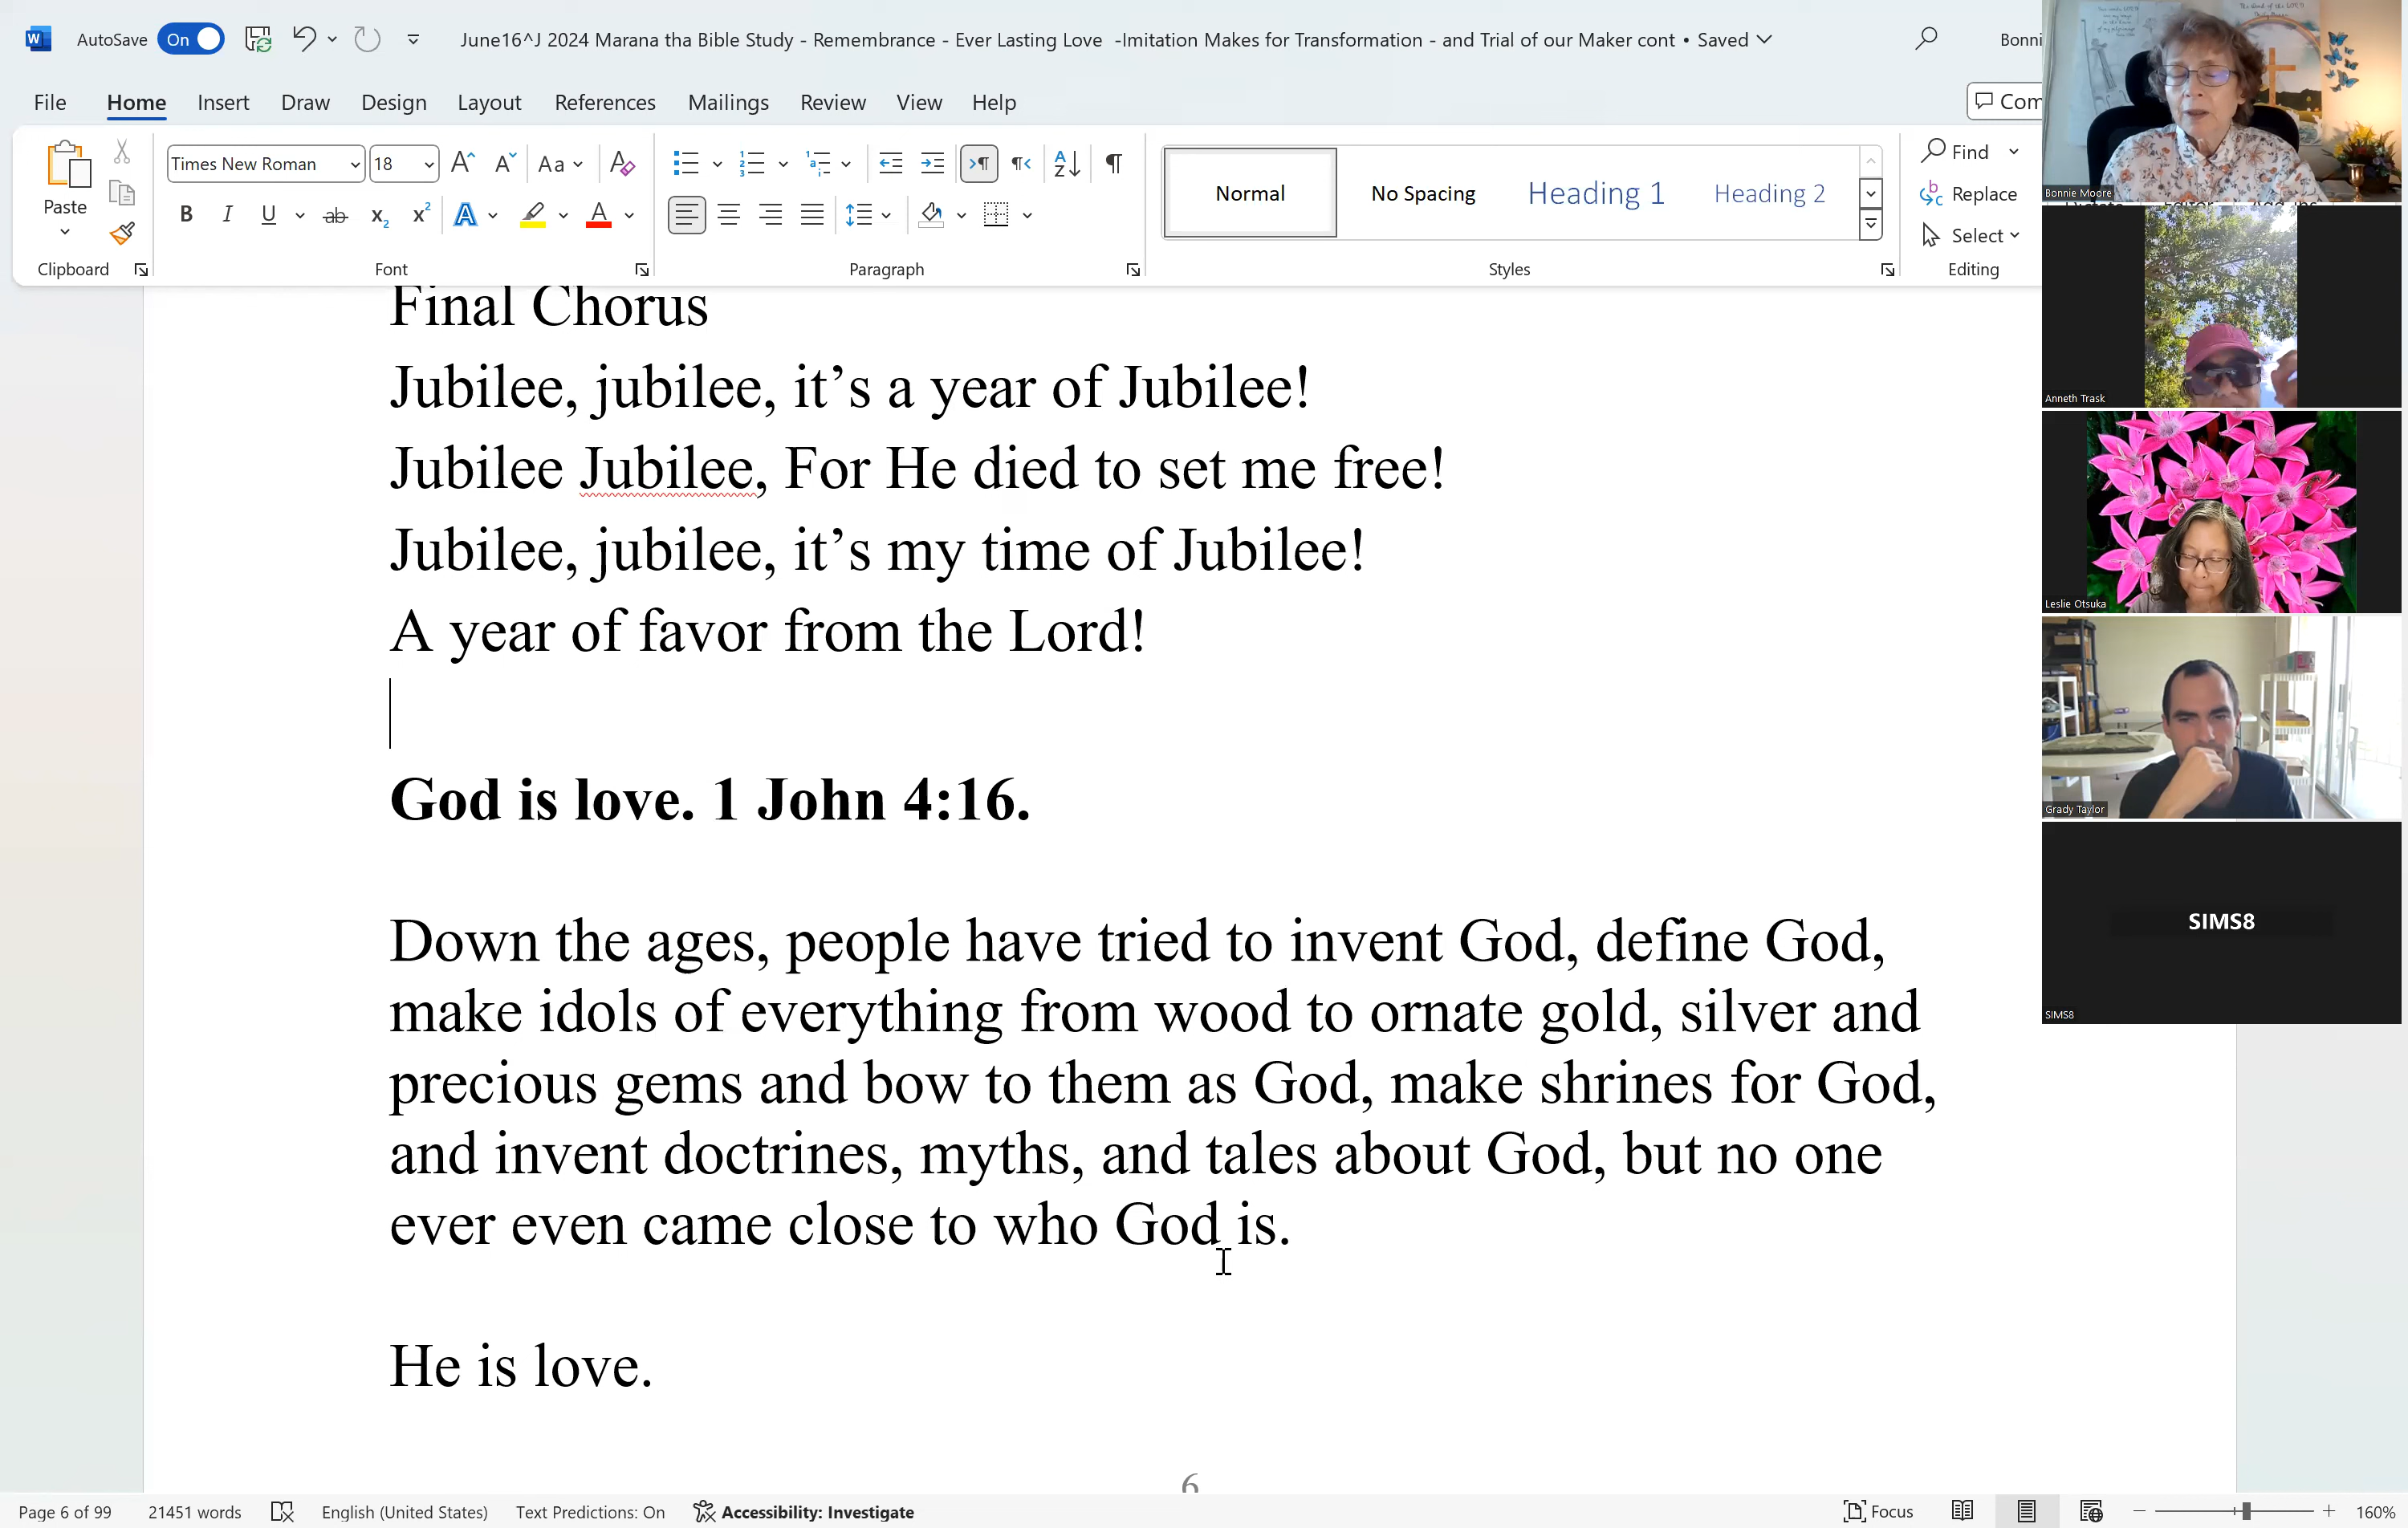 AutoSave On June16^J 2024 Marana tha Bible Study - Remembrance - Ever Lasting Love -Imitation Makes for Transformation - and Trial of our Maker cont • Saved Bonni
File Home Insert Draw Design Layout References Mailings Review View Help Com
Paste
Clipboard
Times New Roman 18
Font
Paragraph
Normal No Spacing Heading 1 Heading 2
Styles
Find
Replace
Select
Editing
Bonnie Moore
Anneth Trask
Leslie Otsuka
Grady Taylor
SIMS8
SIMS8
Final Chorus
Jubilee, jubilee, it’s a year of Jubilee!
Jubilee Jubilee, For He died to set me free!
Jubilee, jubilee, it’s my time of Jubilee!
A year of favor from the Lord!
God is love. 1 John 4:16.
Down the ages, people have tried to invent God, define God,
make idols of everything from wood to ornate gold, silver and
precious gems and bow to them as God, make shrines for God,
and invent doctrines, myths, and tales about God, but no one
ever even came close to who God is.
He is love.
6
Page 6 of 99 21451 words English (United States) Text Predictions: On Accessibility: Investigate Focus 160%